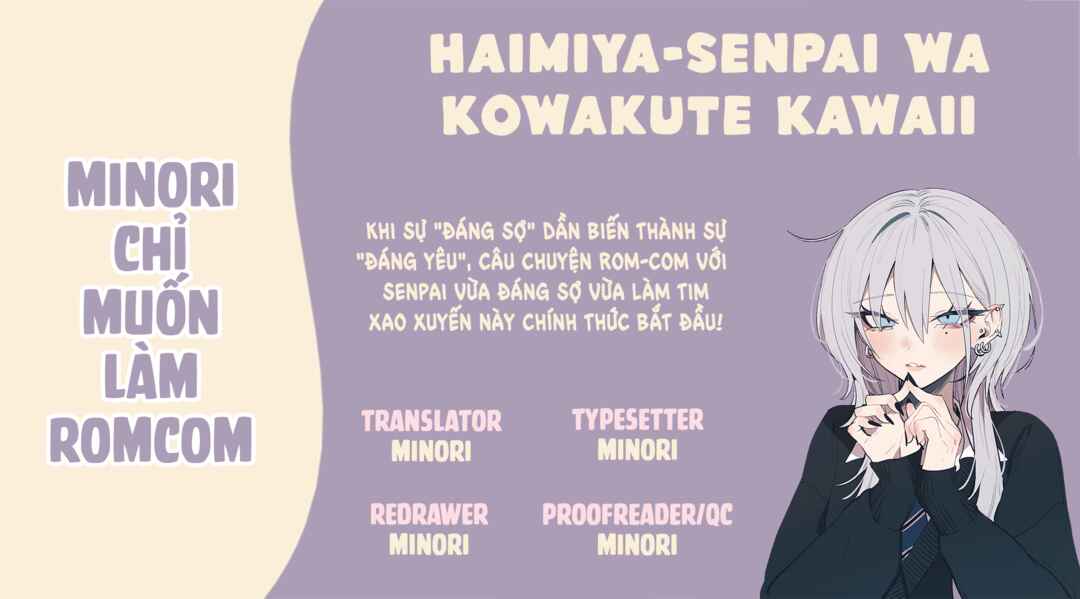 HAIMIYA-SENPAI WA
KOWAKUTE KAWAII
MINORI
CHỈ
MUỐN
LÀM
ROMCOM
KHI SỰ "ĐÁNG SỢ" DẦN BIẾN THÀNH SỰ
"ĐÁNG YÊU", CÂU CHUYỆN ROM-COM VỚI
SENPAI VỪA ĐÁNG SỢ VỪA LÀM TIM
XAO XUYẾN NÀY CHÍNH THỨC BẮT ĐẦU!
TRANSLATOR
MINORI
TYPESETTER
MINORI
REDRAWER
MINORI
PROOFREADER/QC
MINORI